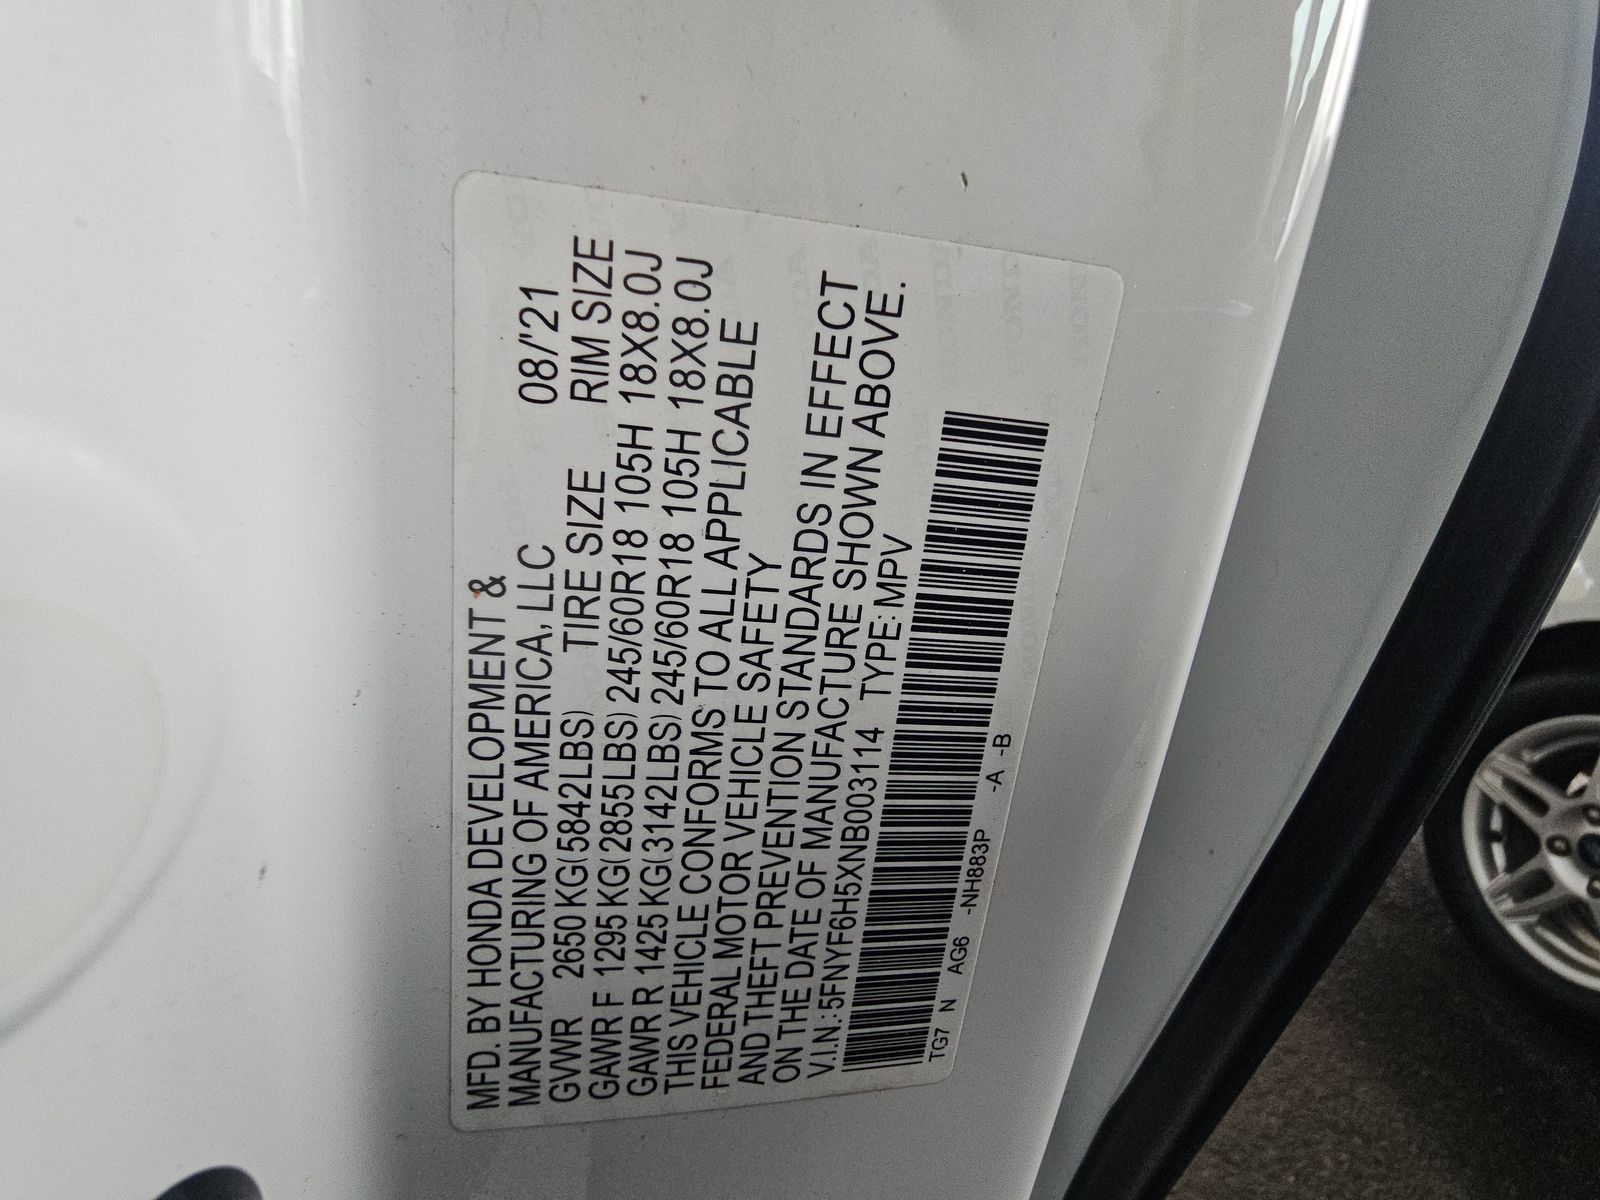 MFD. BY HONDA DEVELOPMENT &
MANUFACTURING OF AMERICA, LLC 08/'21
GVWR 2650 KG(5842LBS) TIRE SIZE RIM SIZE
GAWR F 1295 KG(2855LBS) 245/60R18 105H 18X8.0J
GAWR R 1425 KG(3142LBS) 245/60R18 105H 18X8.0J
THIS VEHICLE CONFORMS TO ALL APPLICABLE
FEDERAL MOTOR VEHICLE SAFETY
AND THEFT PREVENTION STANDARDS IN EFFECT
ON THE DATE OF MANUFACTURE SHOWN ABOVE.
V.I.N.: 5FNYF6H5XNB003114 TYPE: MPV
TG7 N AG6 -NH883P -A -B